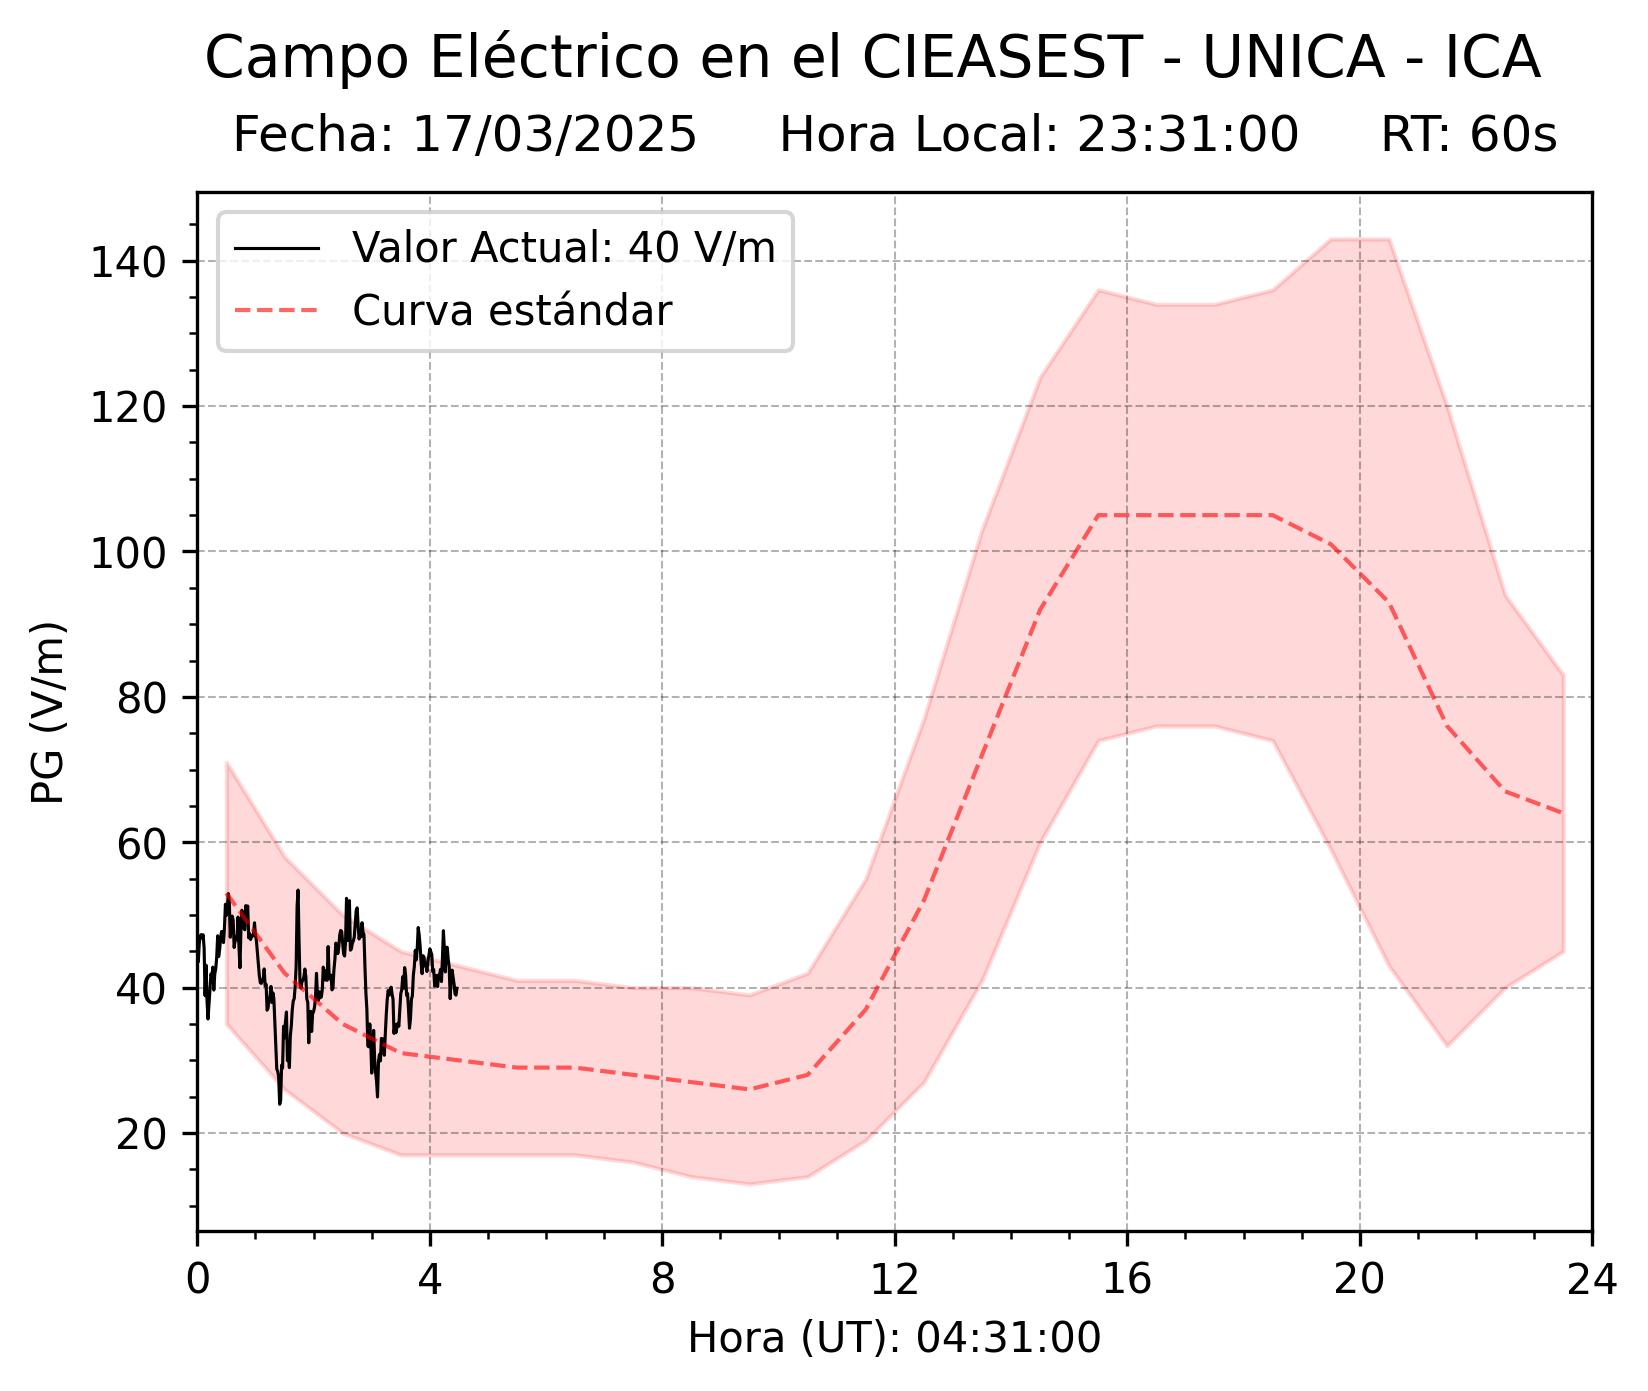 Campo Eléctrico en el CIEASEST - UNICA - ICA
Fecha: 17/03/2025 Hora Local: 23:31:00 RT: 60s
Valor Actual: 40 V/m
Curva estándar
140
120
100
80
60
40
20
PG (V/m)
0 4 8 12 16 20 24
Hora (UT): 04:31:00